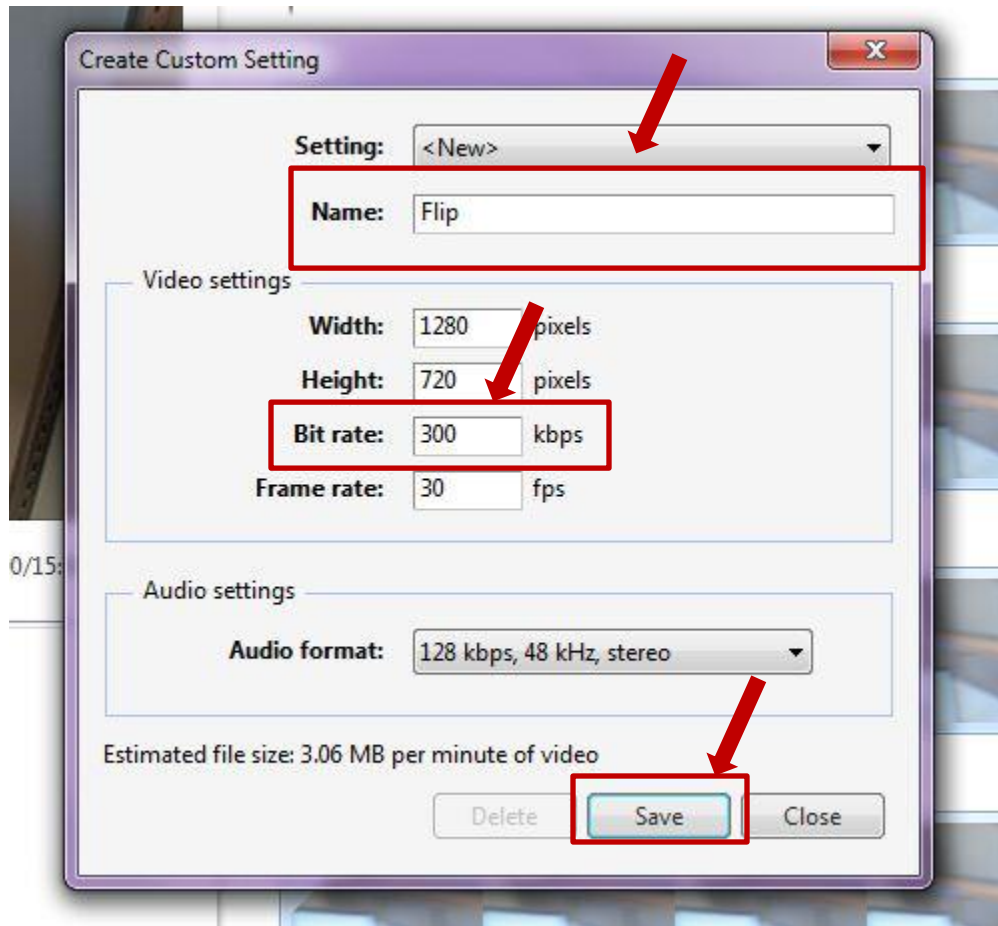 Create Custom Setting
Setting: <New>
Name: Flip
Video settings
Width: 1280 pixels
Height: 720 pixels
Bit rate: 300 kbps
Frame rate: 30 fps
0/15:
Audio settings
Audio format: 128 kbps, 48 kHz, stereo
Estimated file size: 3.06 MB per minute of video
Delete Save Close